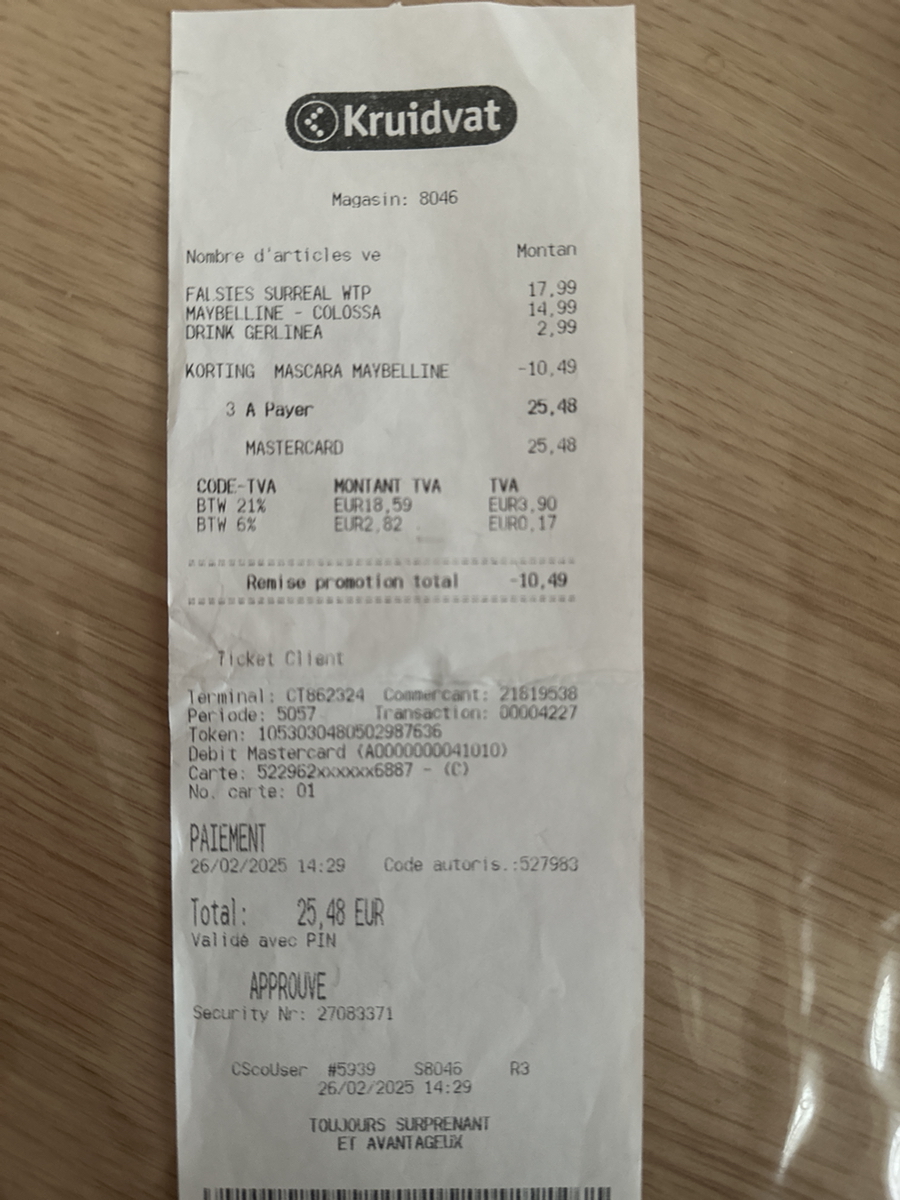 Kruidvat
Magasin: 8046
Nombre d'articles ve Montan
FALSIES SURREAL WTP 17,99
MAYBELLINE - COLOSSA 14,99
DRINK GERLINEA 2,99
KORTING MASCARA MAYBELLINE -10,49
3 A Payer 25,48
MASTERCARD 25,48
CODE-TVA MONTANT TVA TVA
BTW 21% EUR18,59 EUR3,90
BTW 6% EUR2,82 EUR0,17
Remise promotion total -10,49
Ticket Client
Terminal: CT862324 Commercant: 21819538
Periode: 5057 Transaction: 00004227
Token: 1053030480502987636
Debit Mastercard (A0000000041010)
Carte: 522962xxxxxx6887 - (C)
No. carte: 01
PAIEMENT
26/02/2025 14:29 Code autoris.:527983
Total: 25,48 EUR
Validé avec PIN
APPROUVE
Security Nr: 27083371
CScoUser #5939 S8046 R3
26/02/2025 14:29
TOUJOURS SURPRENANT
ET AVANTAGEUX